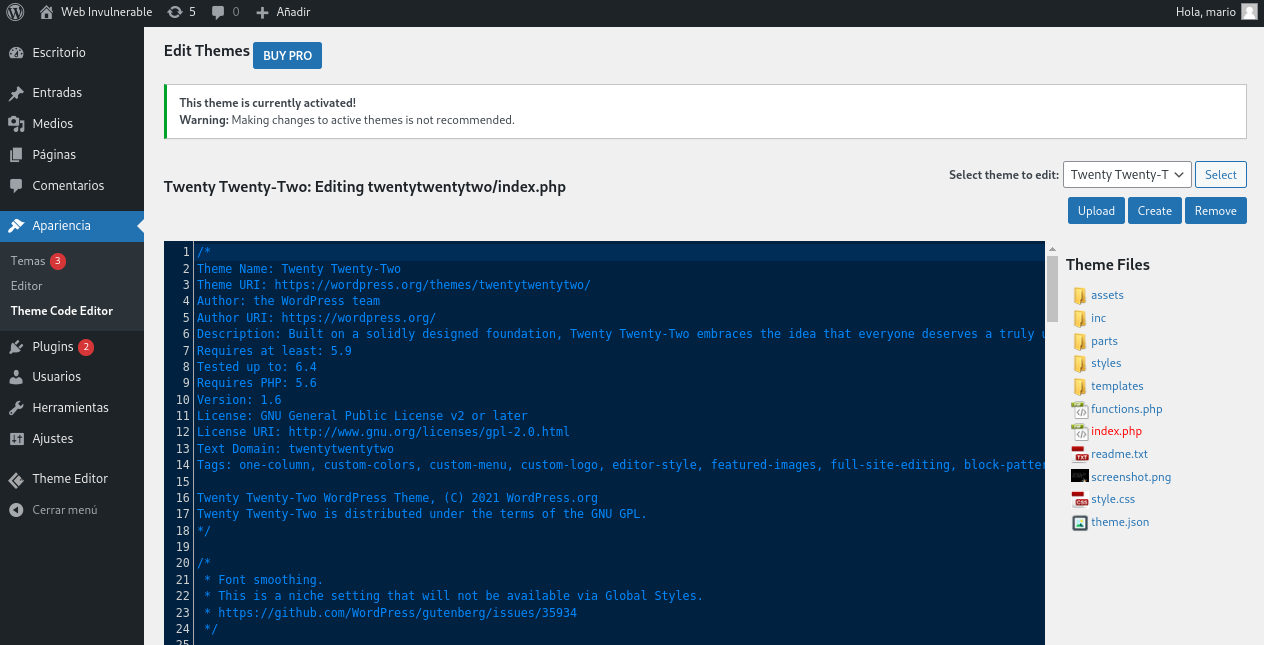 Web Invulnerable 5 0 Añadir Hola, mario
Escritorio
Entradas
Medios
Páginas
Comentarios
Apariencia
Temas 3
Editor
Theme Code Editor
Plugins 2
Usuarios
Herramientas
Ajustes
Theme Editor
Cerrar menú
Edit Themes BUY PRO
This theme is currently activated!
Warning: Making changes to active themes is not recommended.
Twenty Twenty-Two: Editing twentytwentytwo/index.php
Select theme to edit: Twenty Twenty-T Select
Upload Create Remove
1 /*
2 Theme Name: Twenty Twenty-Two
3 Theme URI: https://wordpress.org/themes/twentytwentytwo/
4 Author: the WordPress team
5 Author URI: https://wordpress.org/
6 Description: Built on a solidly designed foundation, Twenty Twenty-Two embraces the idea that everyone deserves a truly u
7 Requires at least: 5.9
8 Tested up to: 6.4
9 Requires PHP: 5.6
10 Version: 1.6
11 License: GNU General Public License v2 or later
12 License URI: http://www.gnu.org/licenses/gpl-2.0.html
13 Text Domain: twentytwentytwo
14 Tags: one-column, custom-colors, custom-menu, custom-logo, editor-style, featured-images, full-site-editing, block-patter
15
16 Twenty Twenty-Two WordPress Theme, (C) 2021 WordPress.org
17 Twenty Twenty-Two is distributed under the terms of the GNU GPL.
18 */
19
20 /*
21 * Font smoothing.
22 * This is a niche setting that will not be available via Global Styles.
23 * https://github.com/WordPress/gutenberg/issues/35934
24 */
25
Theme Files
assets
inc
parts
styles
templates
functions.php
index.php
TXT readme.txt
screenshot.png
CSS style.css
theme.json